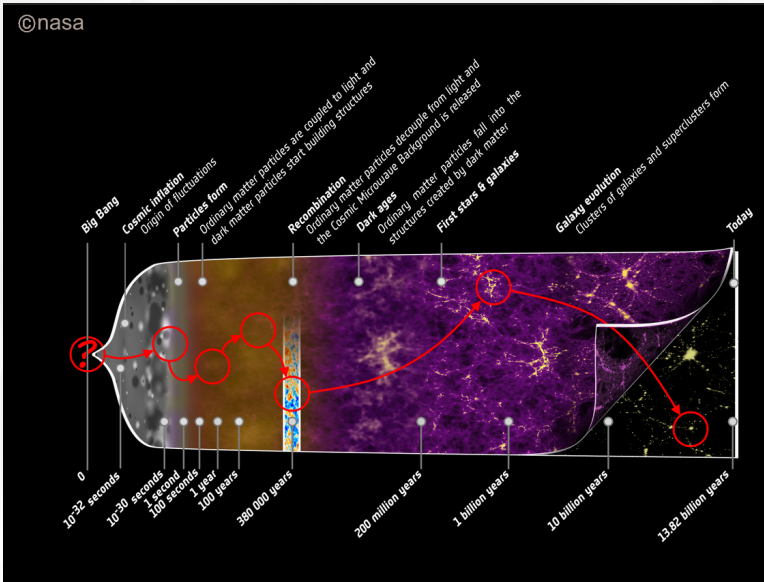 ©nasa
Big Bang
Cosmic inflation
Origin of fluctuations
Particles form
Ordinary matter particles are coupled to light and
dark matter particles start building structures
Recombination
Ordinary matter particles decouple from light and
the Cosmic Microwave Background is released
Dark ages
Ordinary matter particles fall into the
structures created by dark matter
First stars & galaxies
Galaxy evolution
Clusters of galaxies and superclusters form
Today
?
0
10-32 seconds
10-30 seconds
1 second
100 seconds
1 year
100 years
380 000 years
200 million years
1 billion years
10 billion years
13.82 billion years